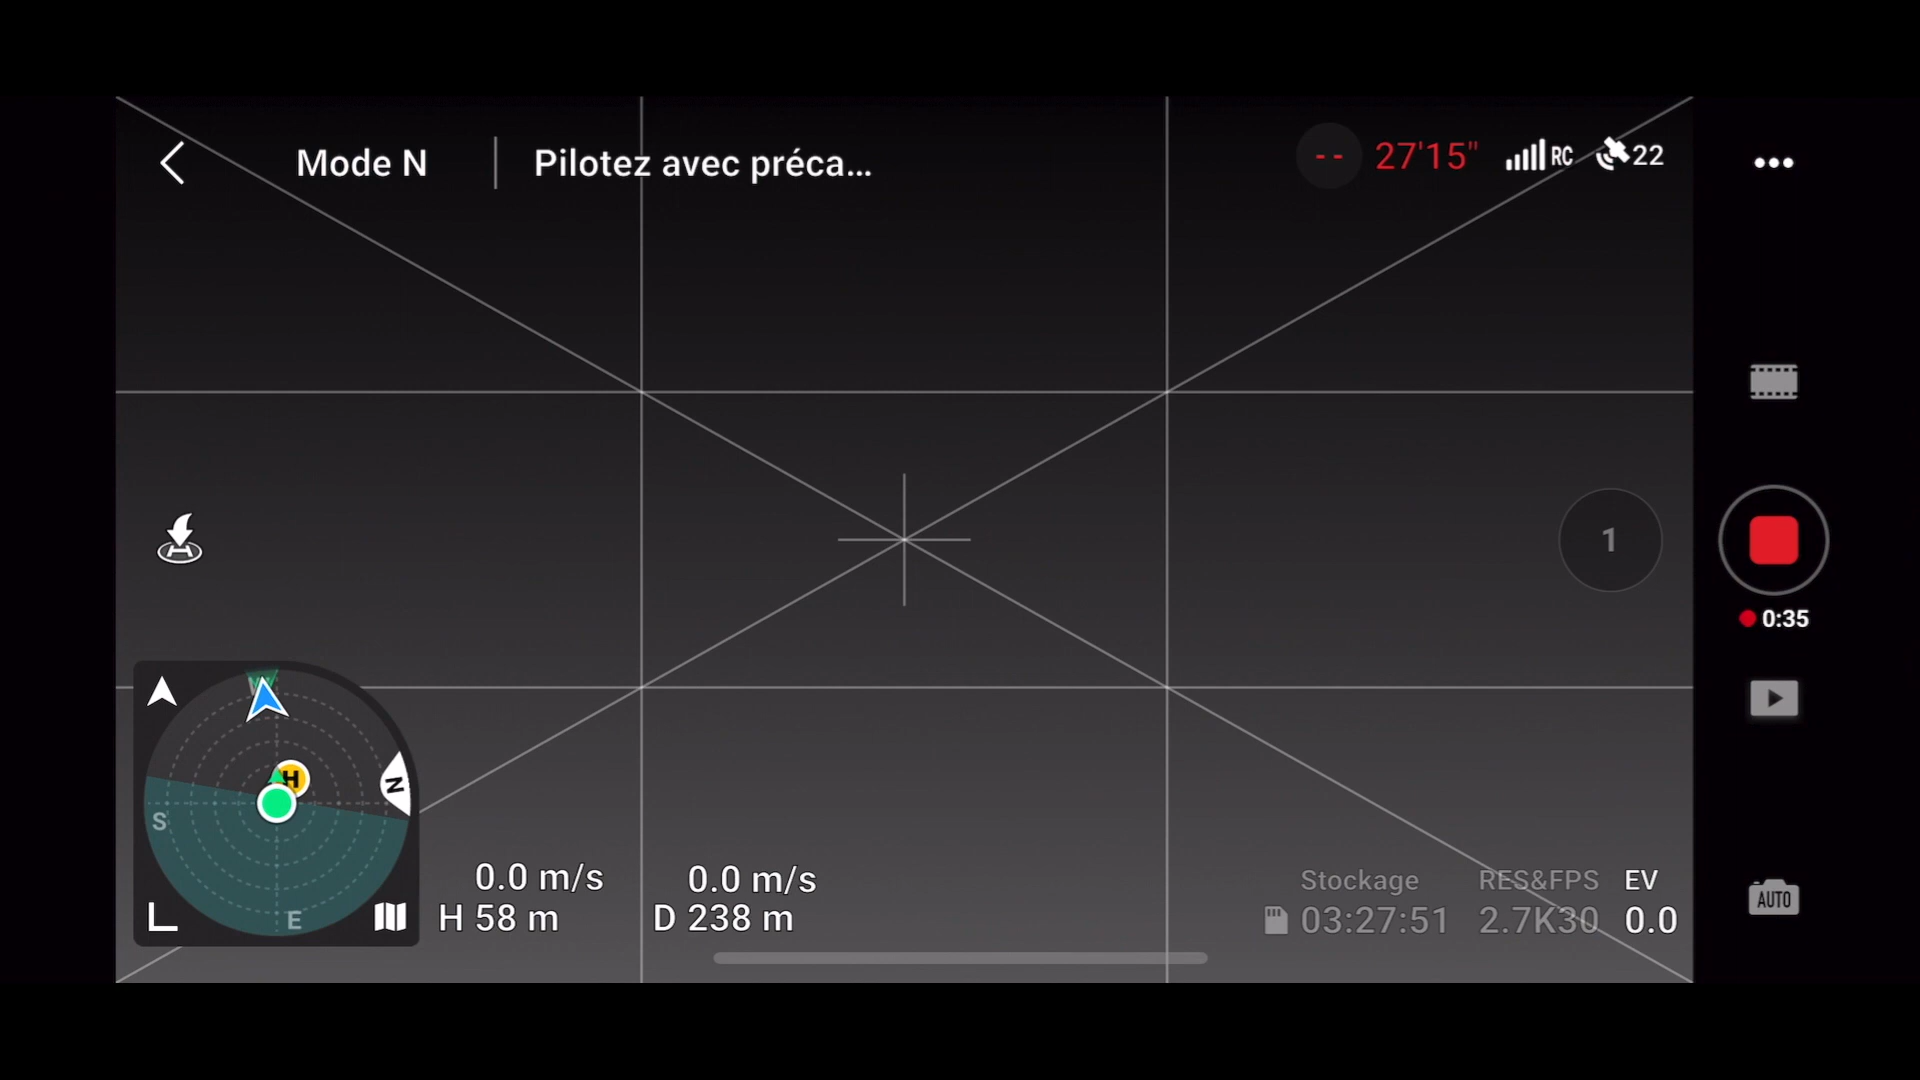 Mode N
Pilotez avec préca...
--
27'15"
RC
22
1
0:35
W
H
N
S
E
0.0 m/s
0.0 m/s
H 58 m
D 238 m
Stockage
RES&FPS
EV
03:27:51
2.7K30
0.0
AUTO